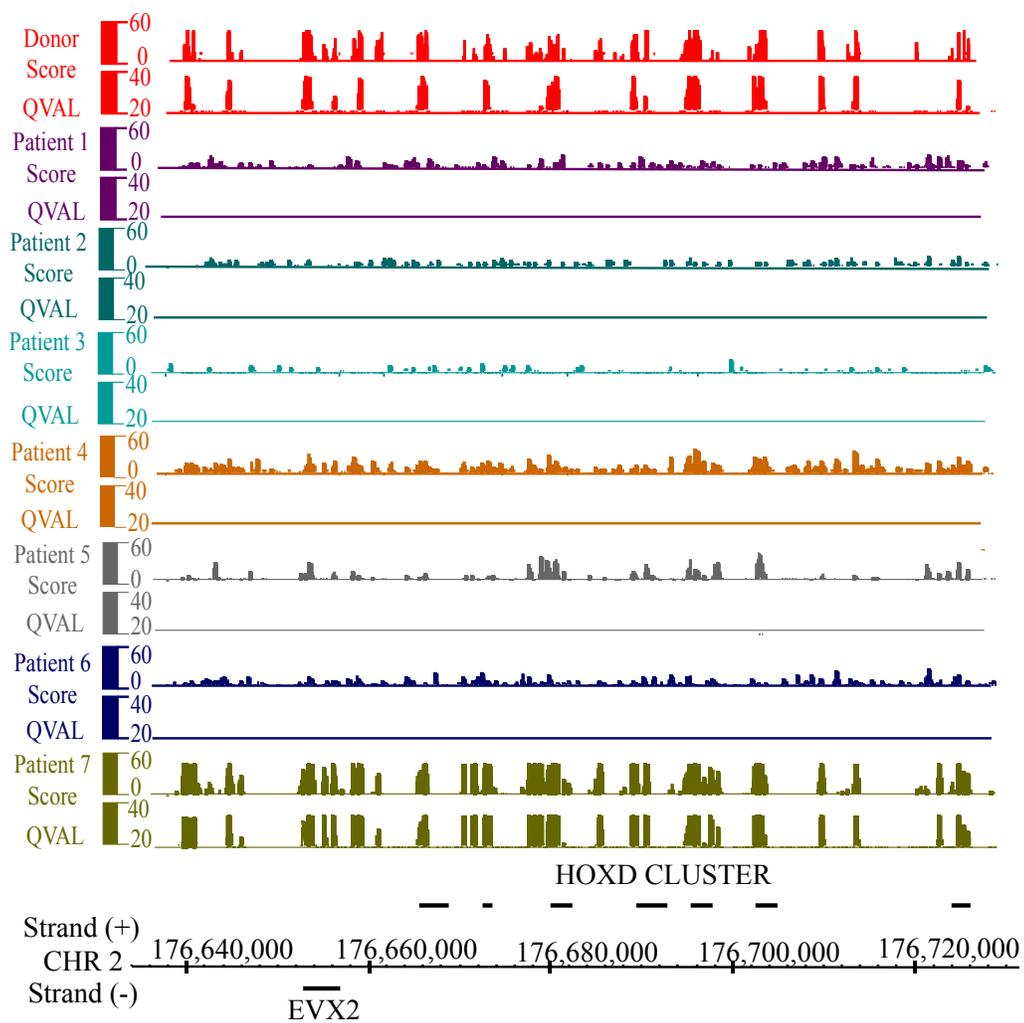 Donor 60
Score 0
40
QVAL 20
Patient 1 60
Score 0
40
QVAL 20
Patient 2 60
Score 0
40
QVAL 20
Patient 3 60
Score 0
40
QVAL 20
Patient 4 60
Score 0
40
QVAL 20
Patient 5 60
Score 0
40
QVAL 20
Patient 6 60
Score 0
40
QVAL 20
Patient 7 60
Score 0
40
QVAL 20
HOXD CLUSTER
Strand (+)
176,640,000 176,660,000 176,680,000 176,700,000 176,720,000
CHR 2
Strand (-)
EVX2